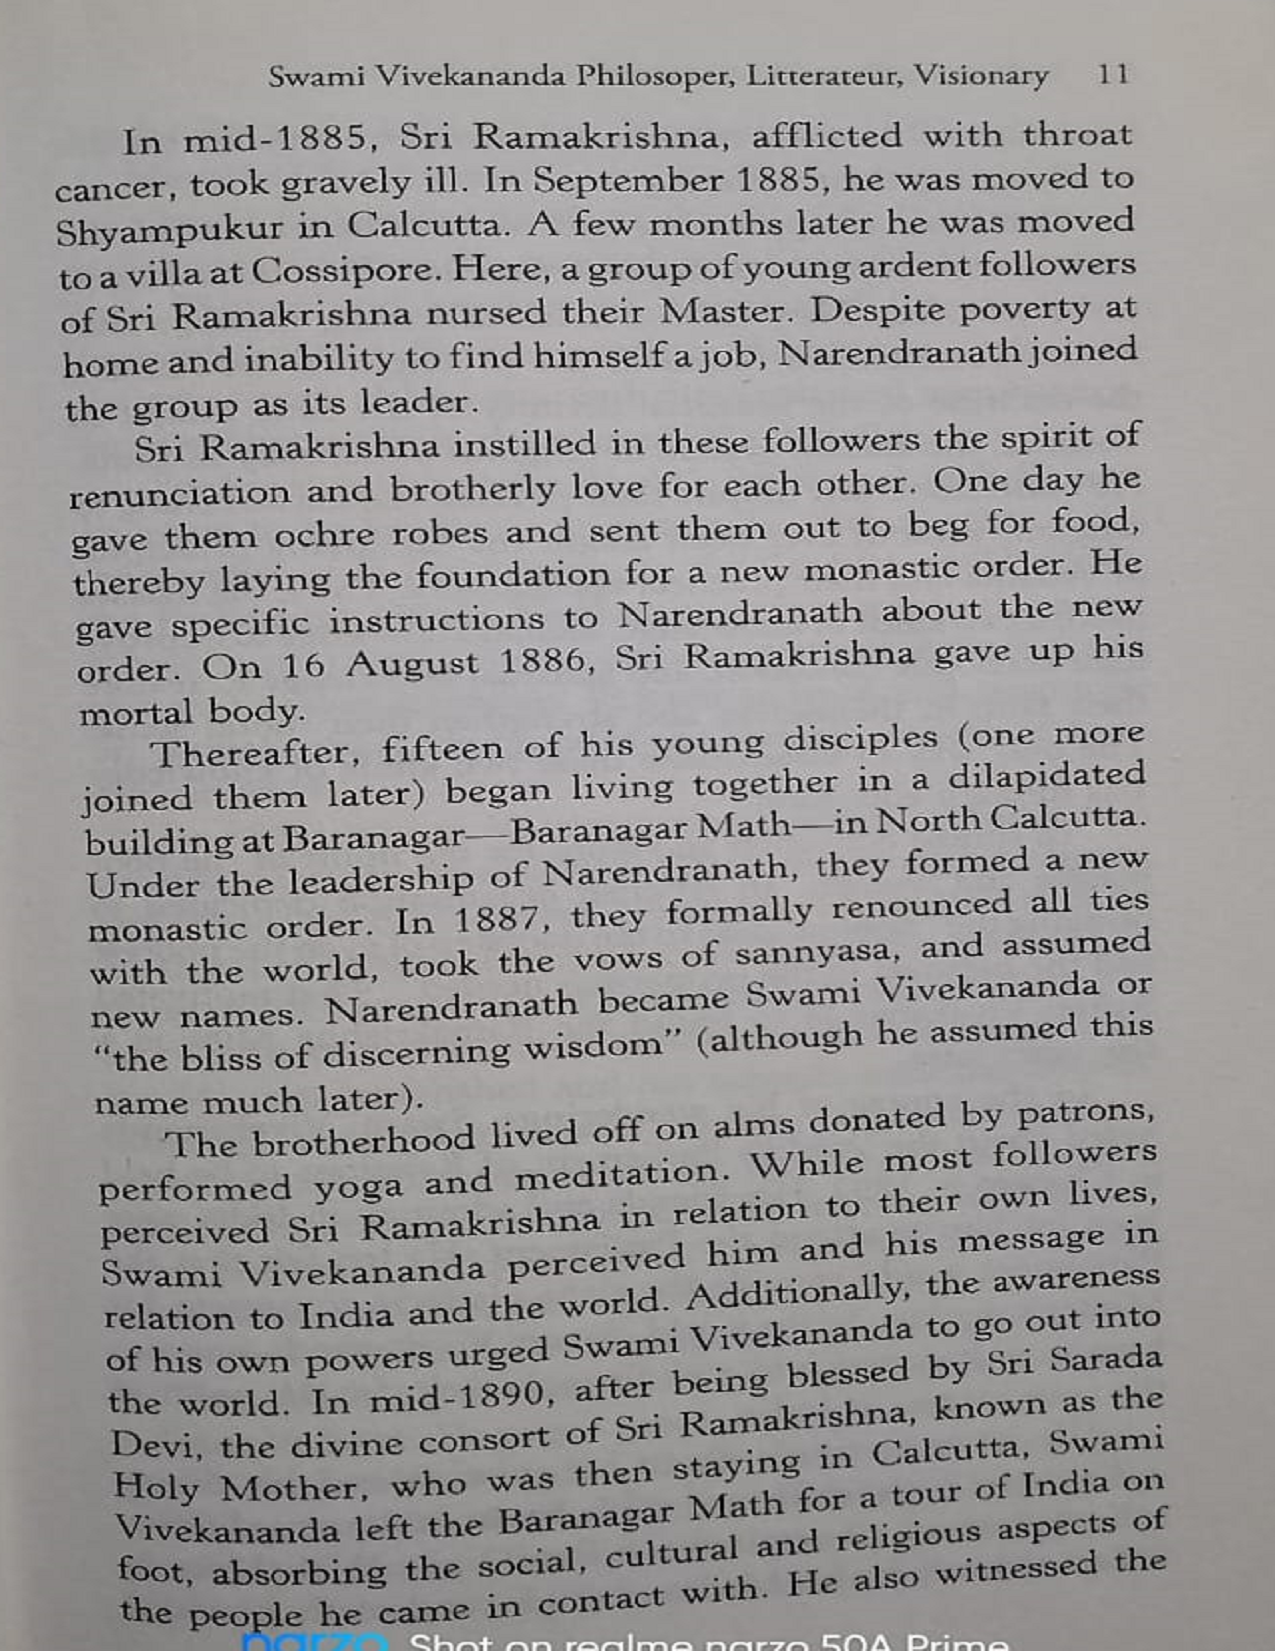 Swami Vivekananda Philosoper, Litterateur, Visionary 11
In mid-1885, Sri Ramakrishna, afflicted with throat
cancer, took gravely ill. In September 1885, he was moved to
Shyampukur in Calcutta. A few months later he was moved
to a villa at Cossipore. Here, a group of young ardent followers
of Sri Ramakrishna nursed their Master. Despite poverty at
home and inability to find himself a job, Narendranath joined
the group as its leader.
Sri Ramakrishna instilled in these followers the spirit of
renunciation and brotherly love for each other. One day he
gave them ochre robes and sent them out to beg for food,
thereby laying the foundation for a new monastic order. He
gave specific instructions to Narendranath about the new
order. On 16 August 1886, Sri Ramakrishna gave up his
mortal body.
Thereafter, fifteen of his young disciples (one more
joined them later) began living together in a dilapidated
building at Baranagar—Baranagar Math—in North Calcutta.
Under the leadership of Narendranath, they formed a new
monastic order. In 1887, they formally renounced all ties
with the world, took the vows of sannyasa, and assumed
new names. Narendranath became Swami Vivekananda or
“the bliss of discerning wisdom” (although he assumed this
name much later).
The brotherhood lived off on alms donated by patrons,
performed yoga and meditation. While most followers
perceived Sri Ramakrishna in relation to their own lives,
Swami Vivekananda perceived him and his message in
relation to India and the world. Additionally, the awareness
of his own powers urged Swami Vivekananda to go out into
the world. In mid-1890, after being blessed by Sri Sarada
Devi, the divine consort of Sri Ramakrishna, known as the
Holy Mother, who was then staying in Calcutta, Swami
Vivekananda left the Baranagar Math for a tour of India on
foot, absorbing the social, cultural and religious aspects of
the people he came in contact with. He also witnessed the
narzo Shot on realme narzo 50A Prime